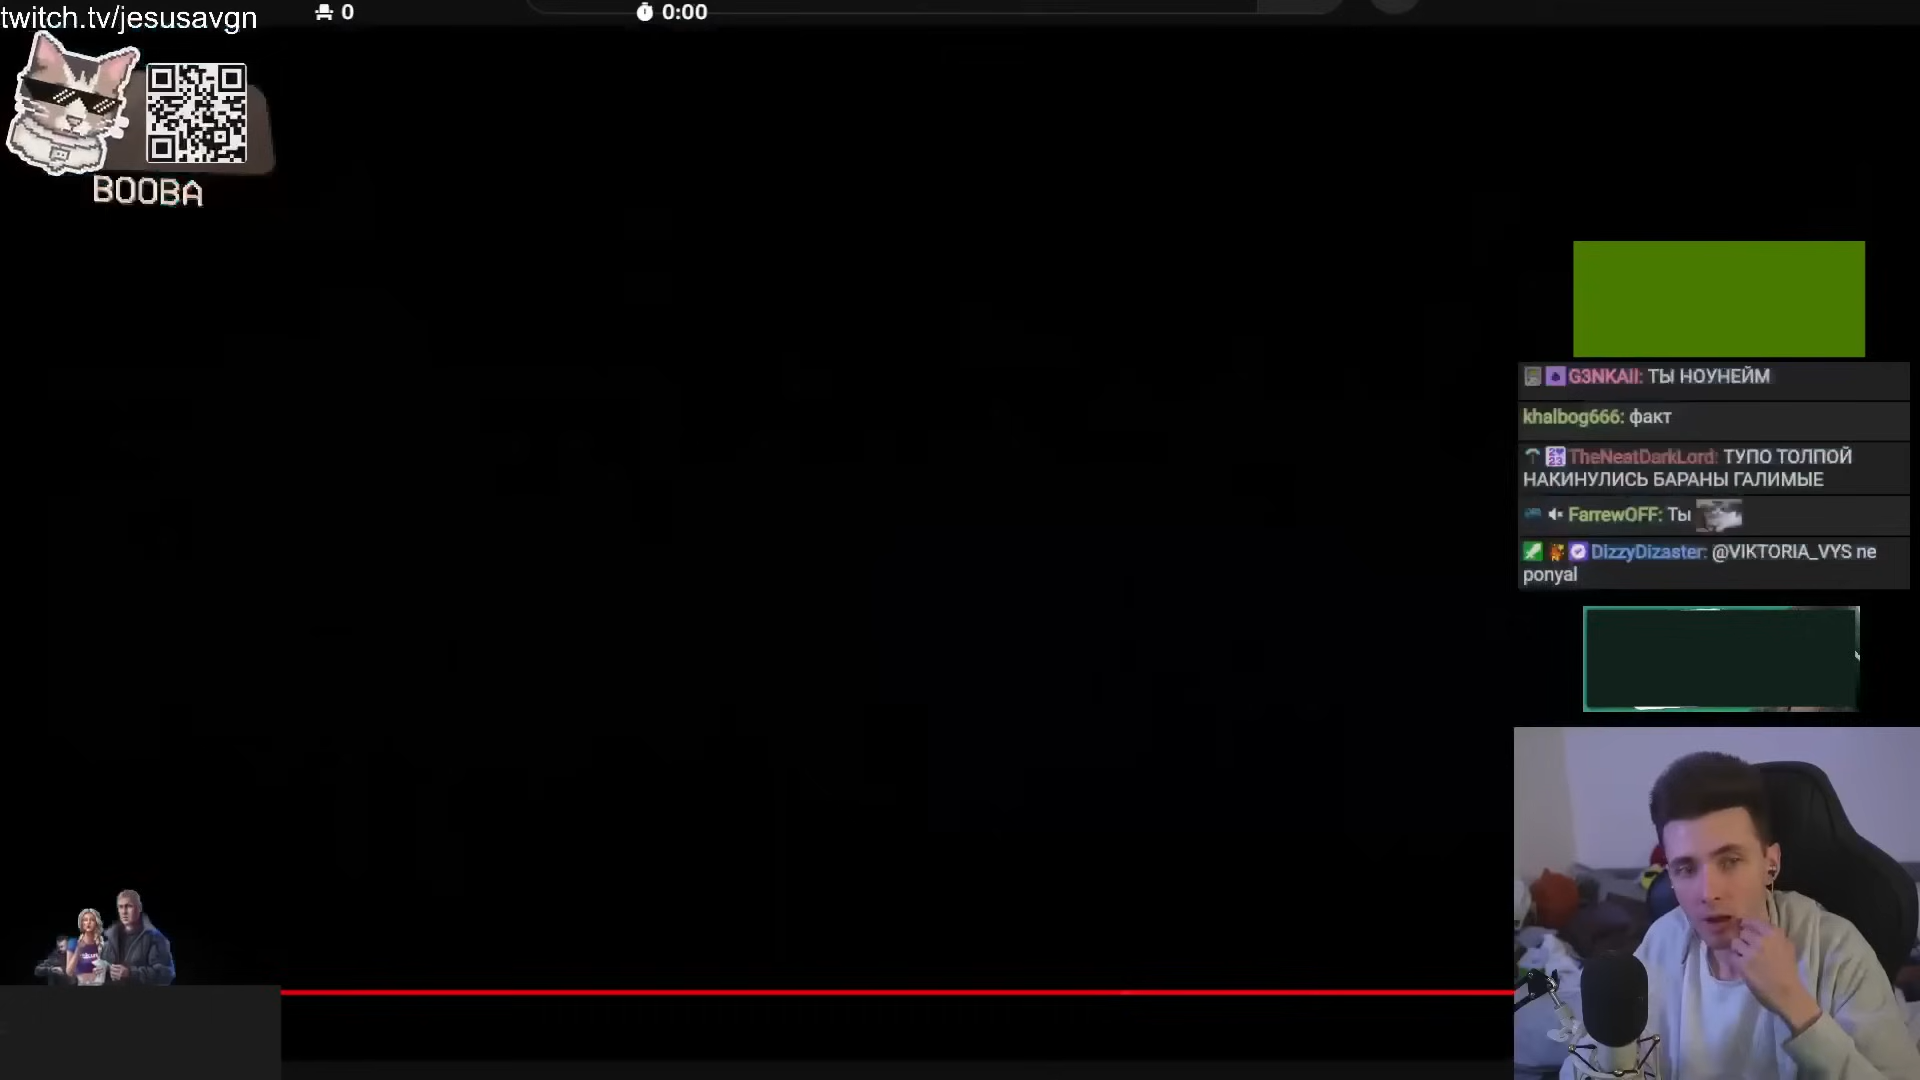 twitch.tv/jesusavgn
0
0:00
BOOBA
G3NKAII: ТЫ НОУНЕЙМ
khalbog666: факт
TheNeatDarkLord: ТУПО ТОЛПОЙ
НАКИНУЛИСЬ БАРАНЫ ГАЛИМЫЕ
FarrewOFF: Ты
DizzyDizaster: @VIKTORIA_VYS ne
ponyal